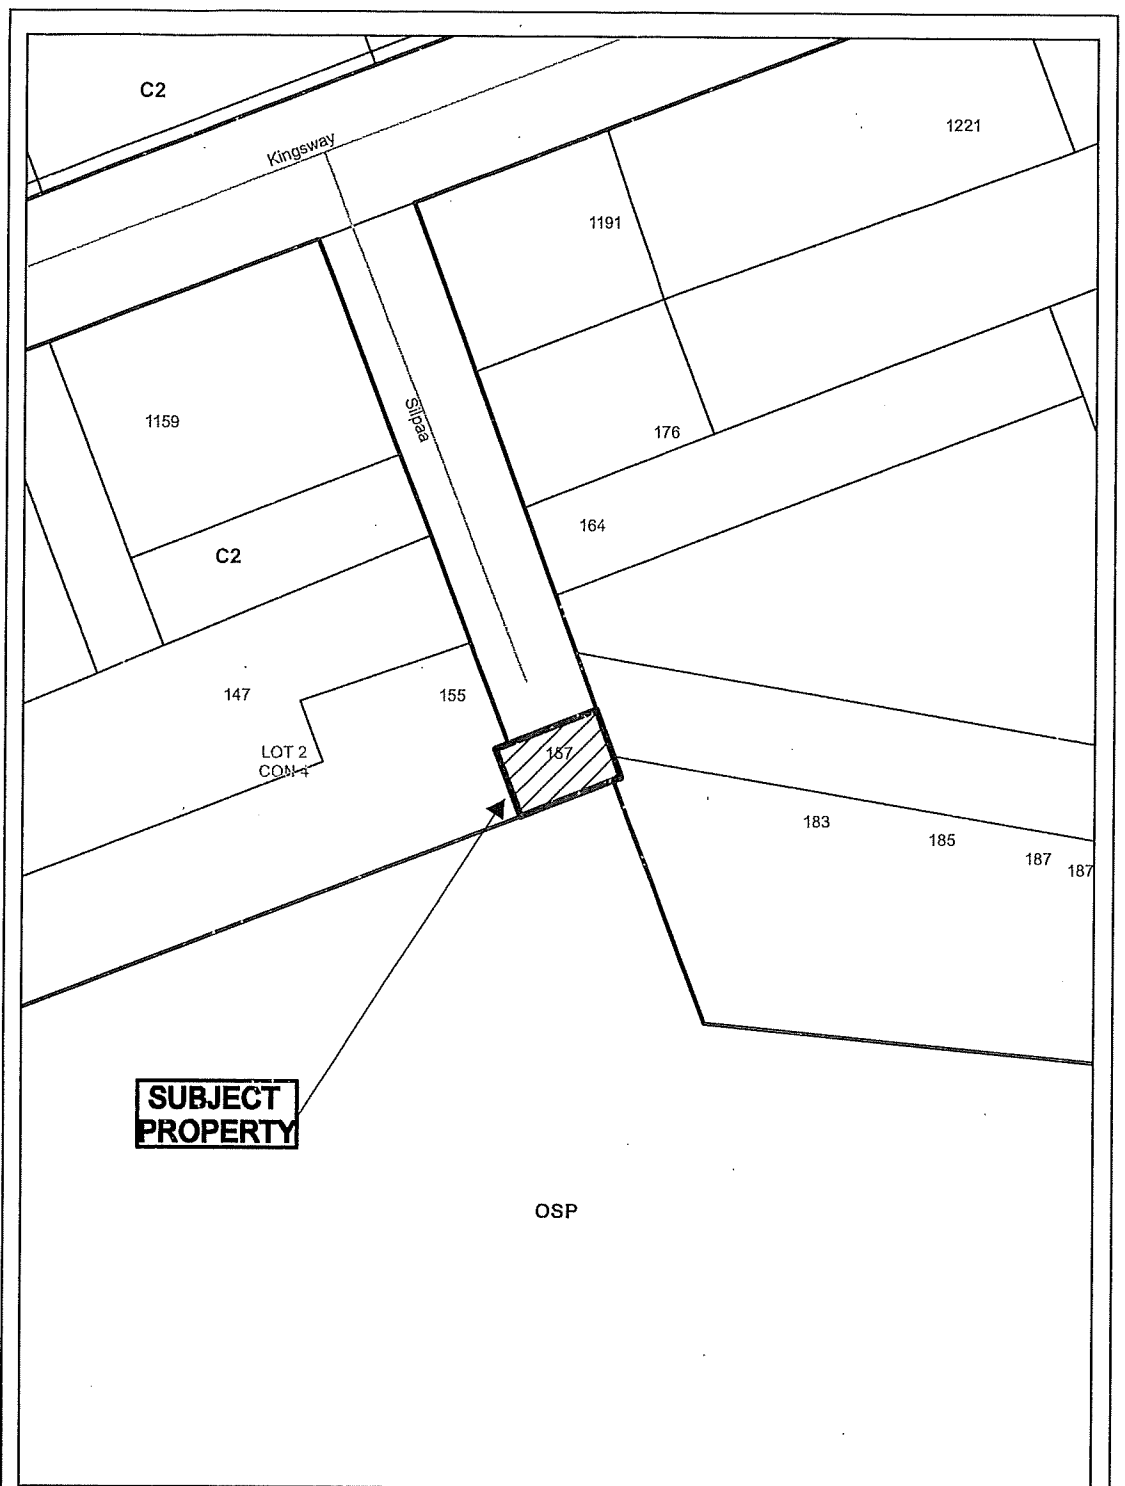 C2
Kingsway
1221
1191
1159
Silpaa
176
164
C2
147
155
LOT 2
CON 4
157
183
185
187
187
SUBJECT
PROPERTY
OSP